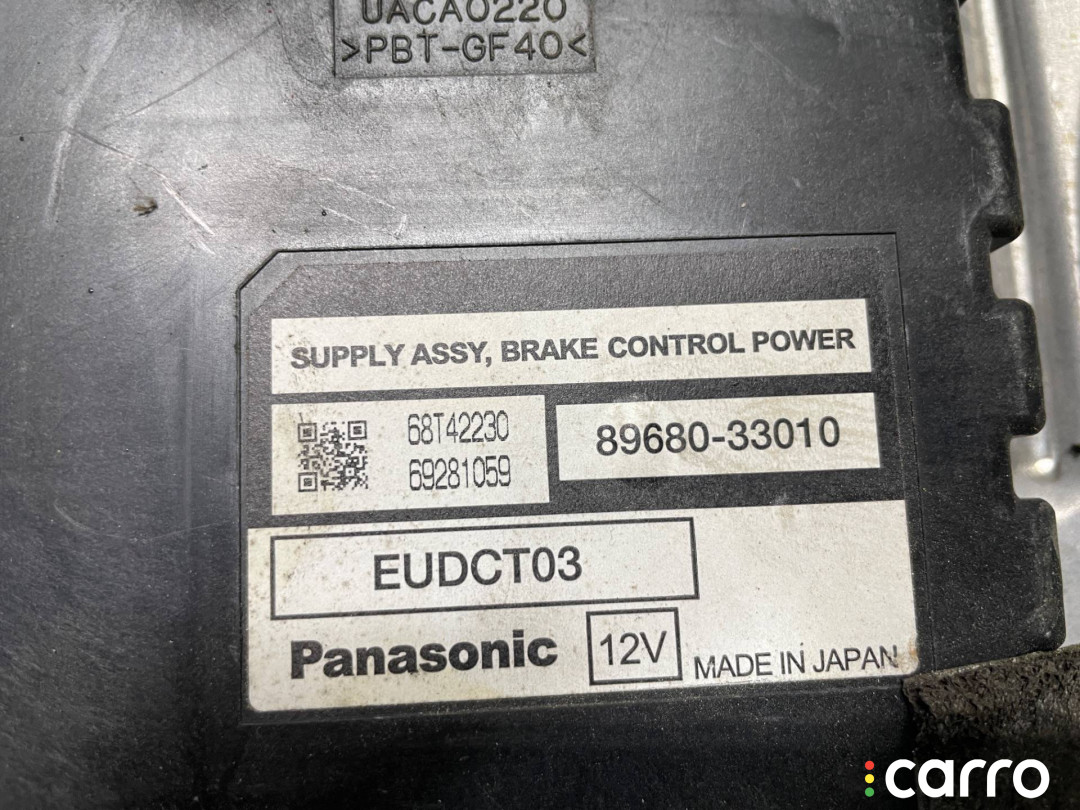 UACA0220
>PBT-GF40<
SUPPLY ASSY, BRAKE CONTROL POWER
68T42230
69281059
89680-33010
EUDCT03
Panasonic
12V
MADE IN JAPAN
carro